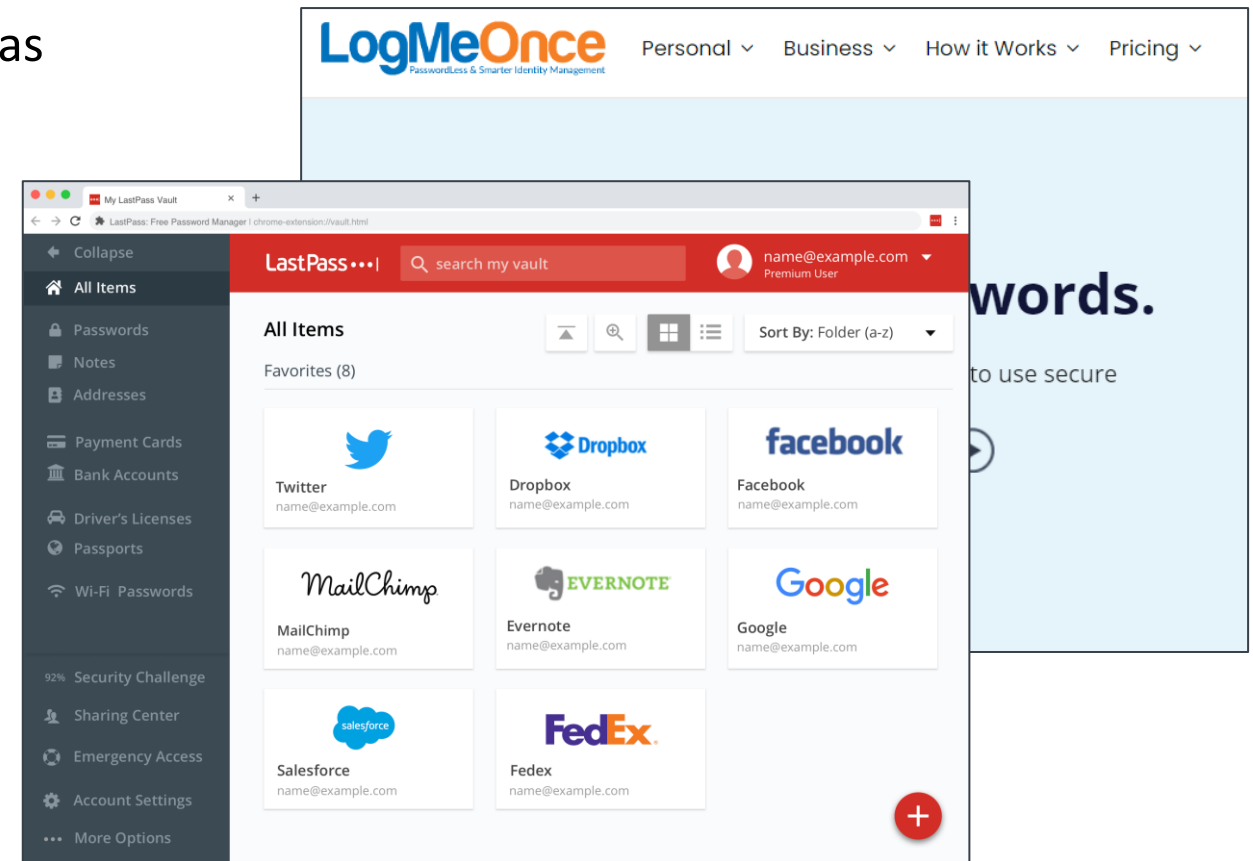 as
LogMeOnce
PasswordLess & Smarter Identity Management
Personal
Business
How it Works
Pricing
words.
to use secure
My LastPass Vault
LastPass: Free Password Manager | chrome-extension://vault.html
Collapse
All Items
Passwords
Notes
Addresses
Payment Cards
Bank Accounts
Driver's Licenses
Passports
Wi-Fi Passwords
92% Security Challenge
Sharing Center
Emergency Access
Account Settings
More Options
LastPass
search my vault
name@example.com
Premium User
All Items
Sort By: Folder (a-z)
Favorites (8)
Twitter
name@example.com
Dropbox
Dropbox
name@example.com
facebook
Facebook
name@example.com
MailChimp
MailChimp
name@example.com
EVERNOTE
Evernote
name@example.com
Google
Google
name@example.com
salesforce
Salesforce
name@example.com
FedEx.
Fedex
name@example.com